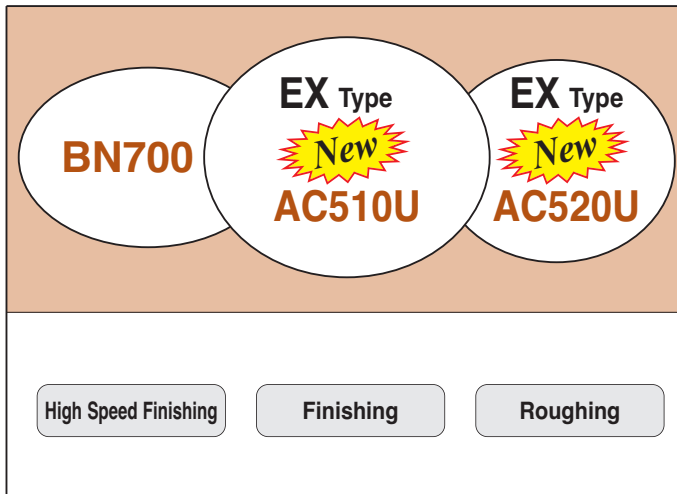 BN700
EX Type
New
AC510U
EX Type
New
AC520U
High Speed Finishing
Finishing
Roughing